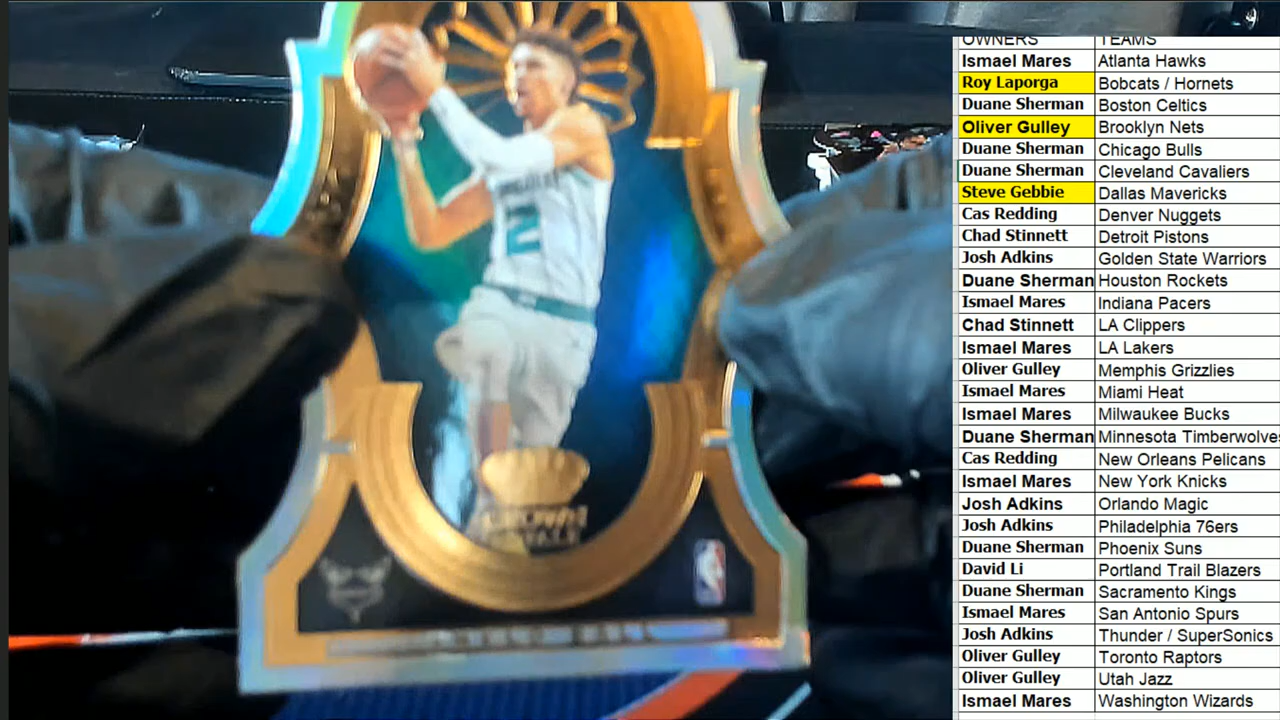 OWNERS TEAMS
Ismael Mares Atlanta Hawks
Roy Laporga Bobcats / Hornets
Duane Sherman Boston Celtics
Oliver Gulley Brooklyn Nets
Duane Sherman Chicago Bulls
Duane Sherman Cleveland Cavaliers
Steve Gebbie Dallas Mavericks
Cas Redding Denver Nuggets
Chad Stinnett Detroit Pistons
Josh Adkins Golden State Warriors
Duane Sherman Houston Rockets
Ismael Mares Indiana Pacers
Chad Stinnett LA Clippers
Ismael Mares LA Lakers
Oliver Gulley Memphis Grizzlies
Ismael Mares Miami Heat
Ismael Mares Milwaukee Bucks
Duane Sherman Minnesota Timberwolve
Cas Redding New Orleans Pelicans
Ismael Mares New York Knicks
Josh Adkins Orlando Magic
Josh Adkins Philadelphia 76ers
Duane Sherman Phoenix Suns
David Li Portland Trail Blazers
Duane Sherman Sacramento Kings
Ismael Mares San Antonio Spurs
Josh Adkins Thunder / SuperSonics
Oliver Gulley Toronto Raptors
Oliver Gulley Utah Jazz
Ismael Mares Washington Wizards
2
CROWN
ROYALE